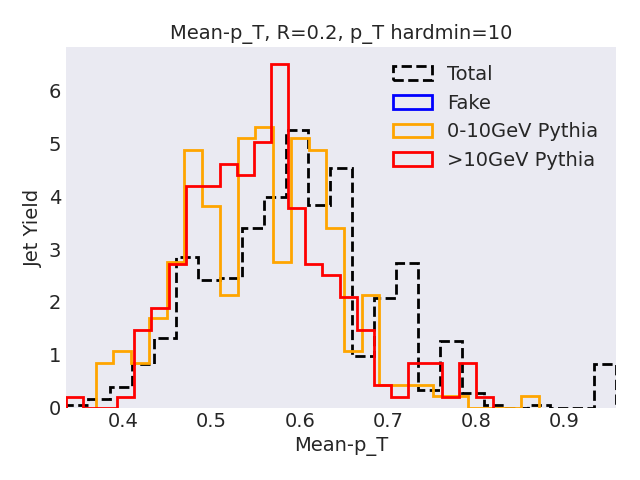 Mean-p_T, R=0.2, p_T hardmin=10
Total
Fake
0-10GeV Pythia
>10GeV Pythia
Jet Yield
6
5
4
3
2
1
0
0.4 0.5 0.6 0.7 0.8 0.9
Mean-p_T